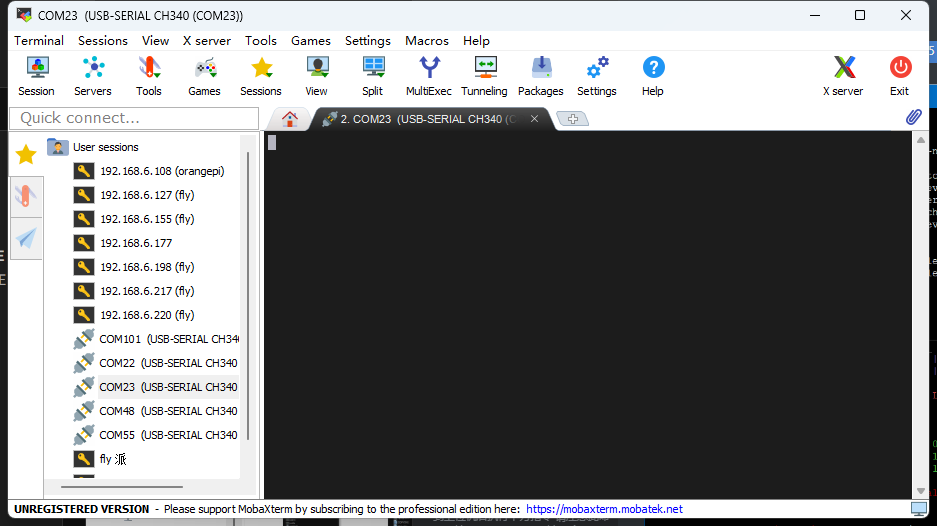 COM23 (USB-SERIAL CH340 (COM23))
Terminal Sessions View X server Tools Games Settings Macros Help
Session Servers Tools Games Sessions View Split MultiExec Tunneling Packages Settings Help X server Exit
Quick connect...
2. COM23 (USB-SERIAL CH340 (C
User sessions
192.168.6.108 (orangepi)
192.168.6.127 (fly)
192.168.6.155 (fly)
192.168.6.177
192.168.6.198 (fly)
192.168.6.217 (fly)
192.168.6.220 (fly)
COM101 (USB-SERIAL CH34
COM22 (USB-SERIAL CH340
COM23 (USB-SERIAL CH340
COM48 (USB-SERIAL CH340
COM55 (USB-SERIAL CH340
fly 派
UNREGISTERED VERSION - Please support MobaXterm by subscribing to the professional edition here: https://mobaxterm.mobatek.net